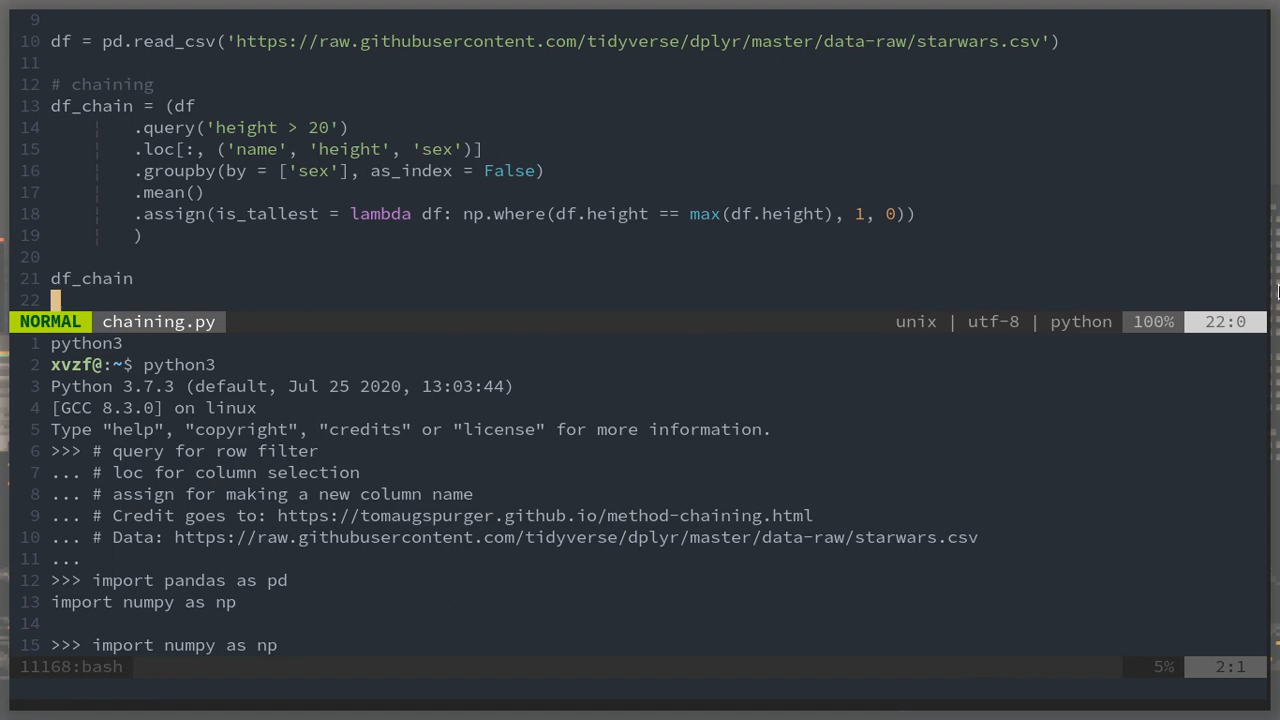 9
10 df = pd.read_csv('https://raw.githubusercontent.com/tidyverse/dplyr/master/data-raw/starwars.csv')
11
12 # chaining
13 df_chain = (df
14 ¦ .query('height > 20')
15 ¦ .loc[:, ('name', 'height', 'sex')]
16 ¦ .groupby(by = ['sex'], as_index = False)
17 ¦ .mean()
18 ¦ .assign(is_tallest = lambda df: np.where(df.height == max(df.height), 1, 0))
19 ¦ )
20
21 df_chain
22
NORMAL chaining.py unix | utf-8 | python 100% 22:0
1 python3
2 xvzf@:~$ python3
3 Python 3.7.3 (default, Jul 25 2020, 13:03:44)
4 [GCC 8.3.0] on linux
5 Type "help", "copyright", "credits" or "license" for more information.
6 >>> # query for row filter
7 ... # loc for column selection
8 ... # assign for making a new column name
9 ... # Credit goes to: https://tomaugspurger.github.io/method-chaining.html
10 ... # Data: https://raw.githubusercontent.com/tidyverse/dplyr/master/data-raw/starwars.csv
11 ...
12 >>> import pandas as pd
13 import numpy as np
14
15 >>> import numpy as np
11168:bash 5% 2:1